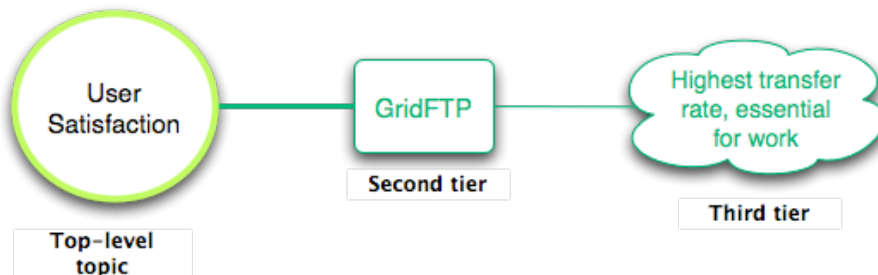 User
Satisfaction
GridFTP
Highest transfer
rate, essential
for work
Second tier
Third tier
Top-level
topic